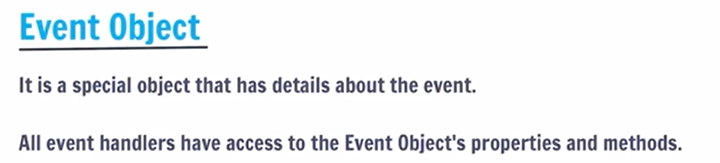 Event Object
It is a special object that has details about the event.
All event handlers have access to the Event Object's properties and methods.